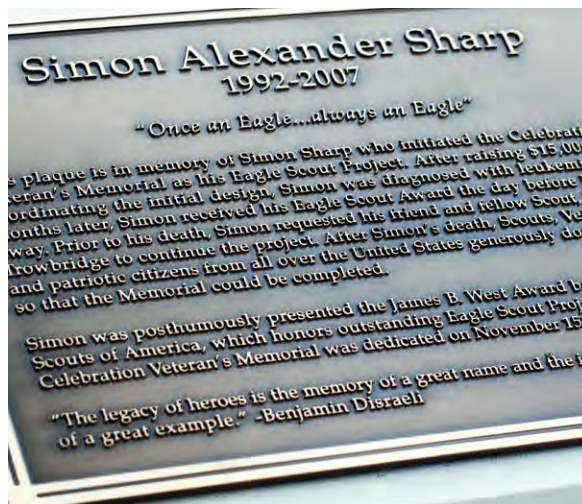 Simon Alexander Sharp
1992-2007
"Once an Eagle...always an Eagle"
s plaque is in memory of Simon Sharp who initiated the Celebrat
teran's Memorial as his Eagle Scout Project. After raising $15,00
ordinating the initial design, Simon was diagnosed with leukem
onths later, Simon received his Eagle Scout Award the day before
way. Prior to his death, Simon requested his friend and fellow Scout,
Trowbridge to continue the project. After Simon's death, Scouts, Ve
and patriotic citizens from all over the United States generously do
so that the Memorial could be completed.
Simon was posthumously presented the James B. West Award b
Scouts of America, which honors outstanding Eagle Scout Pro
Celebration Veteran's Memorial was dedicated on November 15
"The legacy of heroes is the memory of a great name and the i
of a great example." -Benjamin Disraeli